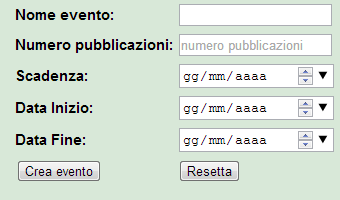 Nome evento:
Numero pubblicazioni: numero pubblicazioni
Scadenza: gg/mm/aaaa
Data Inizio: gg/mm/aaaa
Data Fine: gg/mm/aaaa
Crea evento Resetta